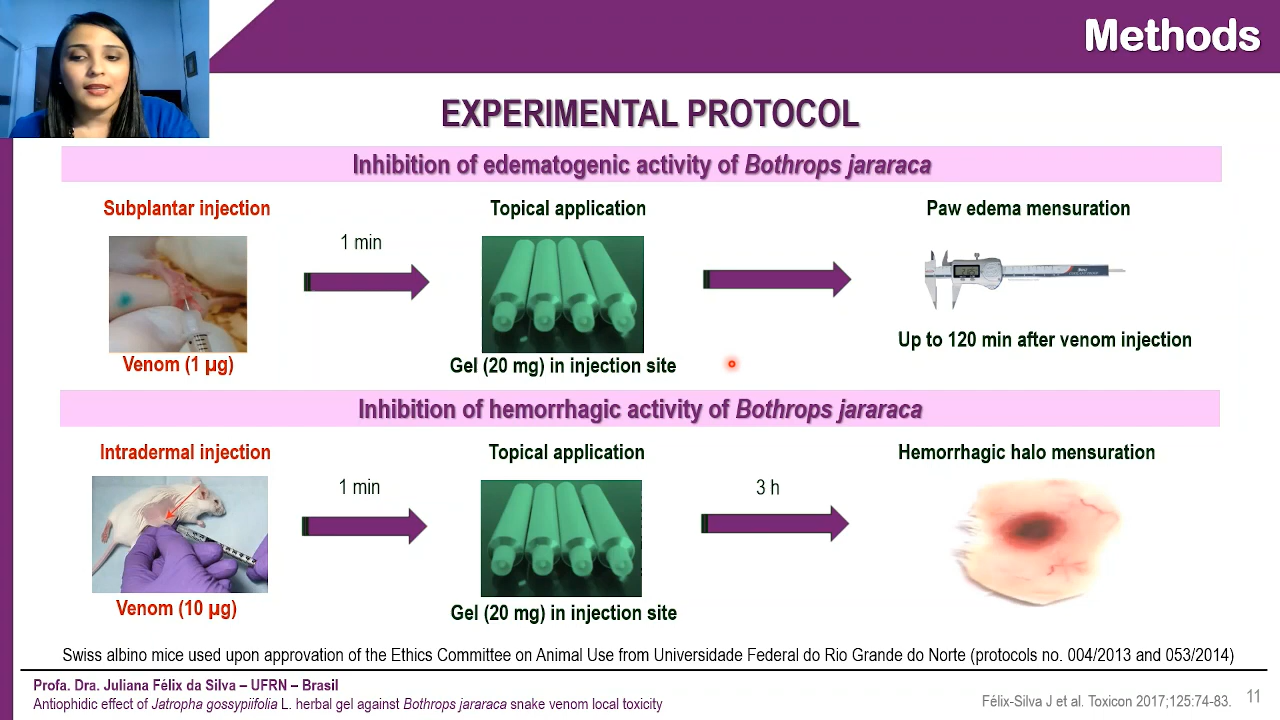 Methods
EXPERIMENTAL PROTOCOL
Inhibition of edematogenic activity of Bothrops jararaca
Subplantar injection
1 min
Topical application
Paw edema mensuration
Venom (1 µg)
Gel (20 mg) in injection site
Up to 120 min after venom injection
Inhibition of hemorrhagic activity of Bothrops jararaca
Intradermal injection
1 min
Topical application
3 h
Hemorrhagic halo mensuration
Venom (10 µg)
Gel (20 mg) in injection site
Swiss albino mice used upon approvation of the Ethics Committee on Animal Use from Universidade Federal do Rio Grande do Norte (protocols no. 004/2013 and 053/2014)
Profa. Dra. Juliana Félix da Silva – UFRN – Brasil
Antiophidic effect of Jatropha gossypiifolia L. herbal gel against Bothrops jararaca snake venom local toxicity
Félix-Silva J et al. Toxicon 2017;125:74-83.
11